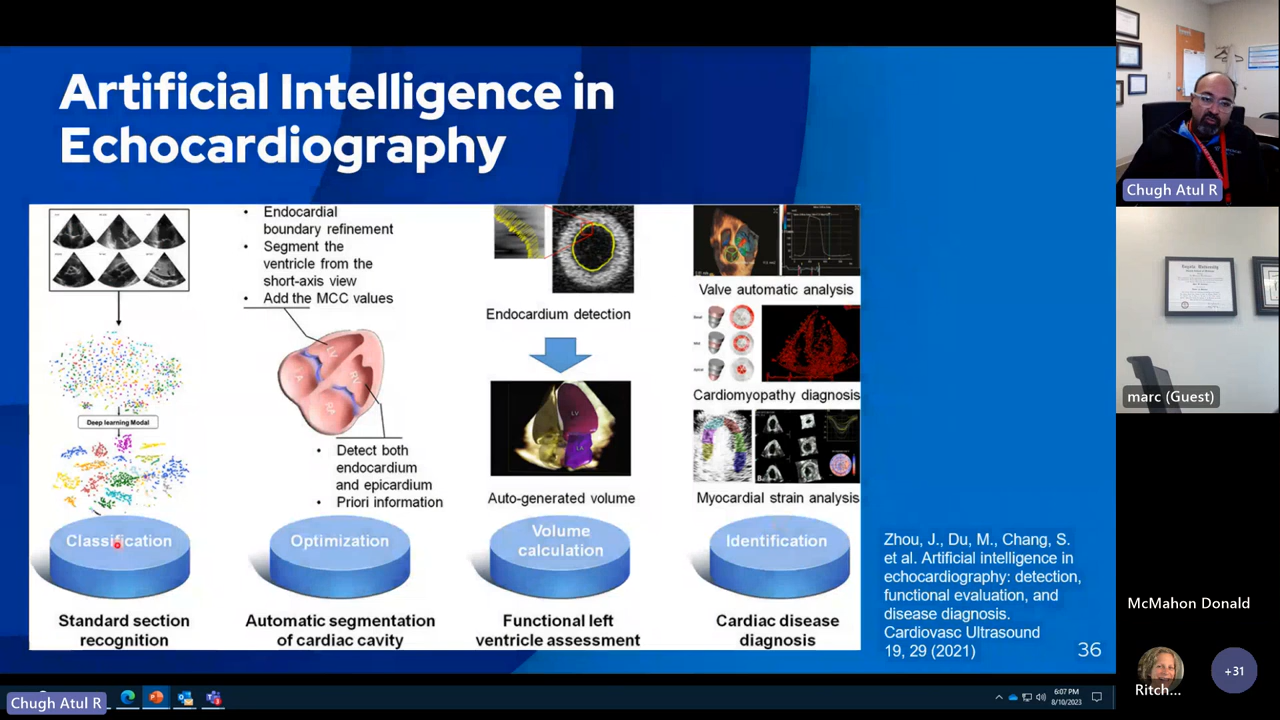 Artificial Intelligence in
Echocardiography
Deep learning Modal
Classification
Standard section
recognition
• Endocardial
boundary refinement
• Segment the
ventricle from the
short-axis view
• Add the MCC values
LV
RV
RA
• Detect both
endocardium
and epicardium
• Priori information
Optimization
Automatic segmentation
of cardiac cavity
Endocardium detection
LV
LA
Auto-generated volume
Volume
calculation
Functional left
ventricle assessment
Valve automatic analysis
Cardiomyopathy diagnosis
Myocardial strain analysis
Identification
Cardiac disease
diagnosis
Zhou, J., Du, M., Chang, S.
et al. Artificial intelligence in
echocardiography: detection,
functional evaluation, and
disease diagnosis.
Cardiovasc Ultrasound
19, 29 (2021)
36
Chugh Atul R
marc (Guest)
McMahon Donald
Ritch...
+31
Chugh Atul R
6:07 PM
8/10/2023